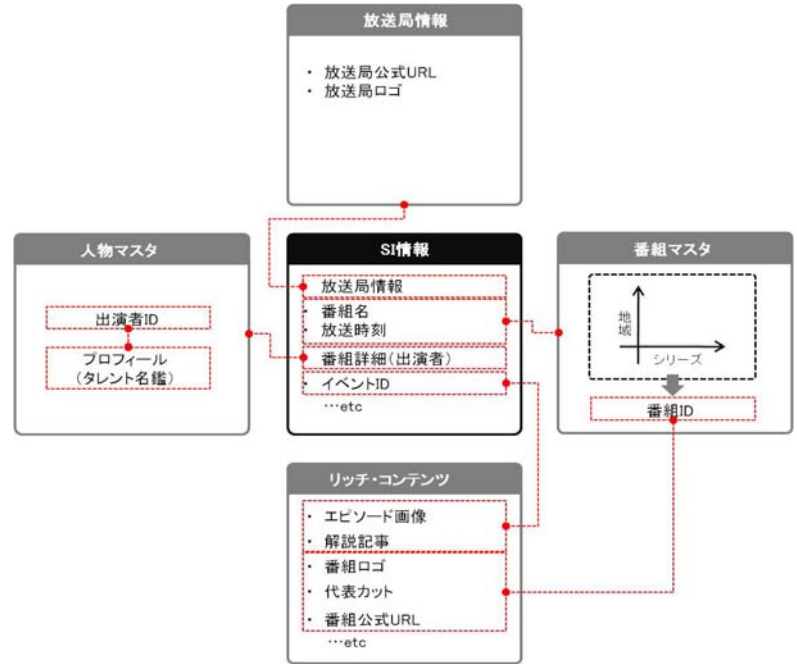 放送局情報
・ 放送局公式URL
・ 放送局ロゴ
人物マスタ
出演者ID
プロフィール
(タレント名鑑)
SI情報
・ 放送局情報
・ 番組名
・ 放送時刻
・ 番組詳細(出演者)
・ イベントID
…etc
番組マスタ
地域
シリーズ
番組ID
リッチ・コンテンツ
・ エピソード画像
・ 解説記事
・ 番組ロゴ
・ 代表カット
・ 番組公式URL
…etc